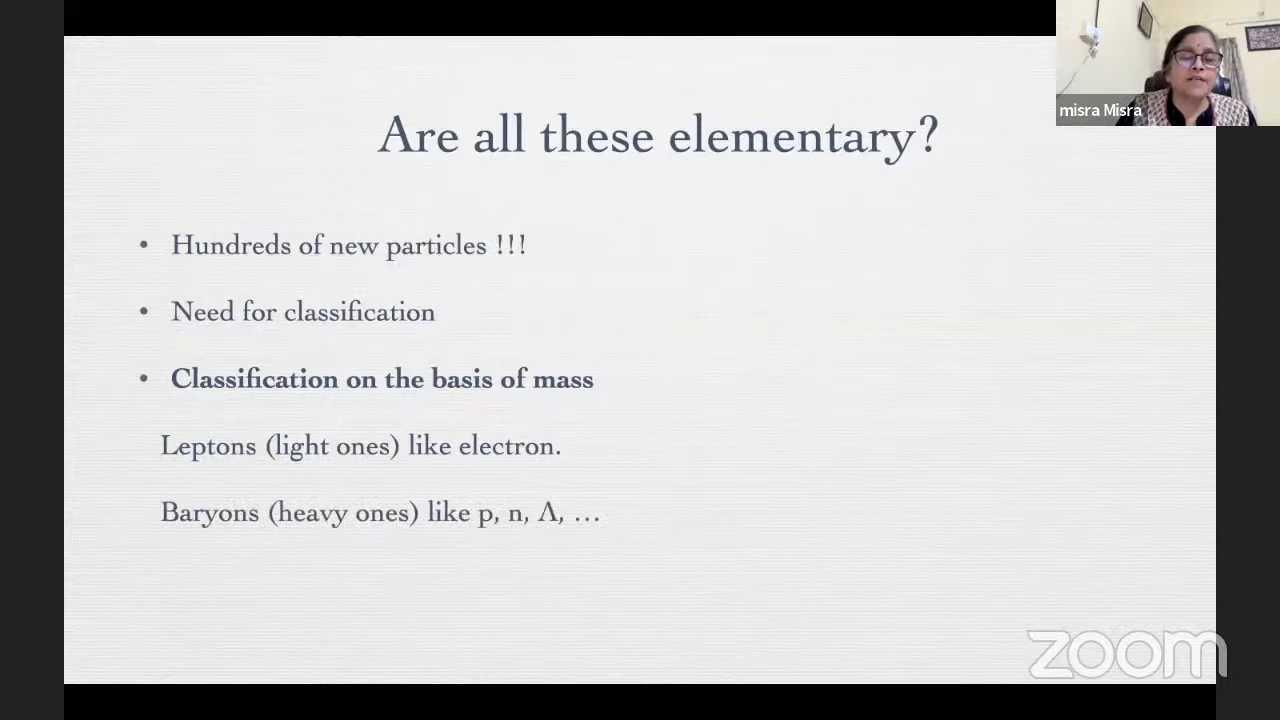 misra Misra
Are all these elementary?
• Hundreds of new particles !!!
• Need for classification
• Classification on the basis of mass
Leptons (light ones) like electron.
Baryons (heavy ones) like p, n, Λ, …
zoom